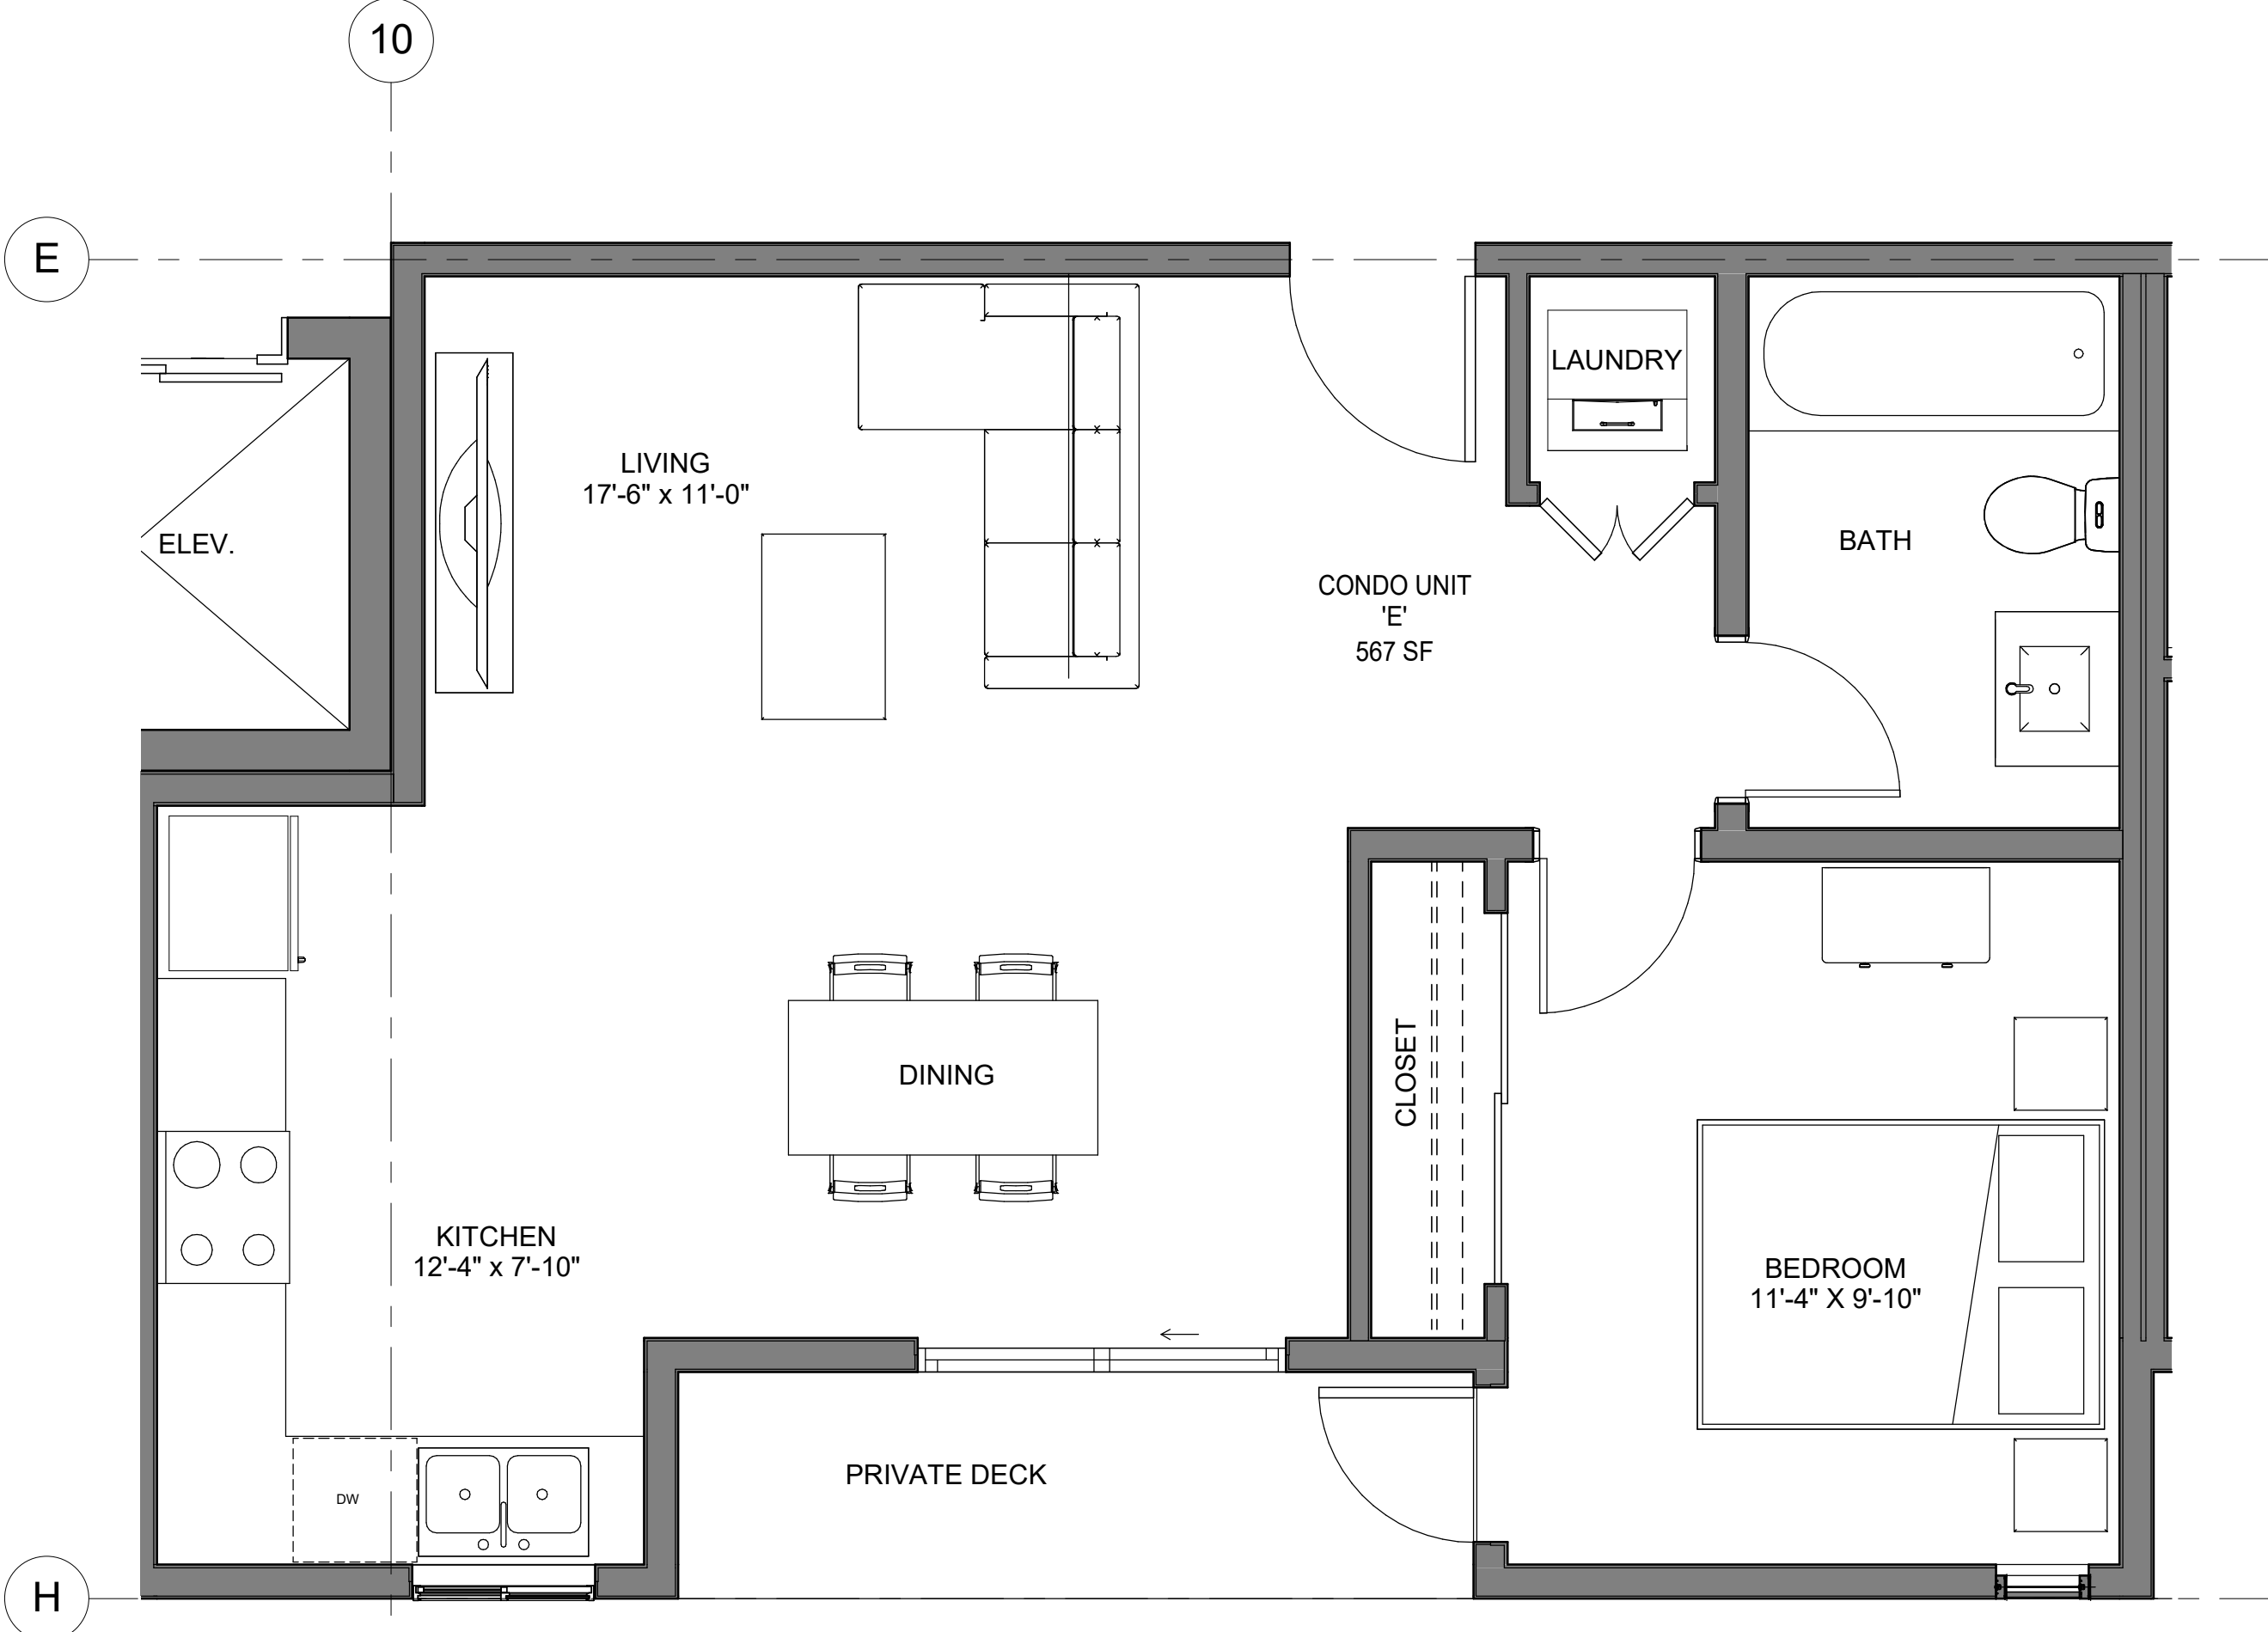 10
E
LAUNDRY
LIVING
17'-6" x 11'-0"
ELEV.
BATH
CONDO UNIT
'E'
567 SF
DINING
CLOSET
KITCHEN
12'-4" x 7'-10"
BEDROOM
11'-4" X 9'-10"
PRIVATE DECK
DW
H